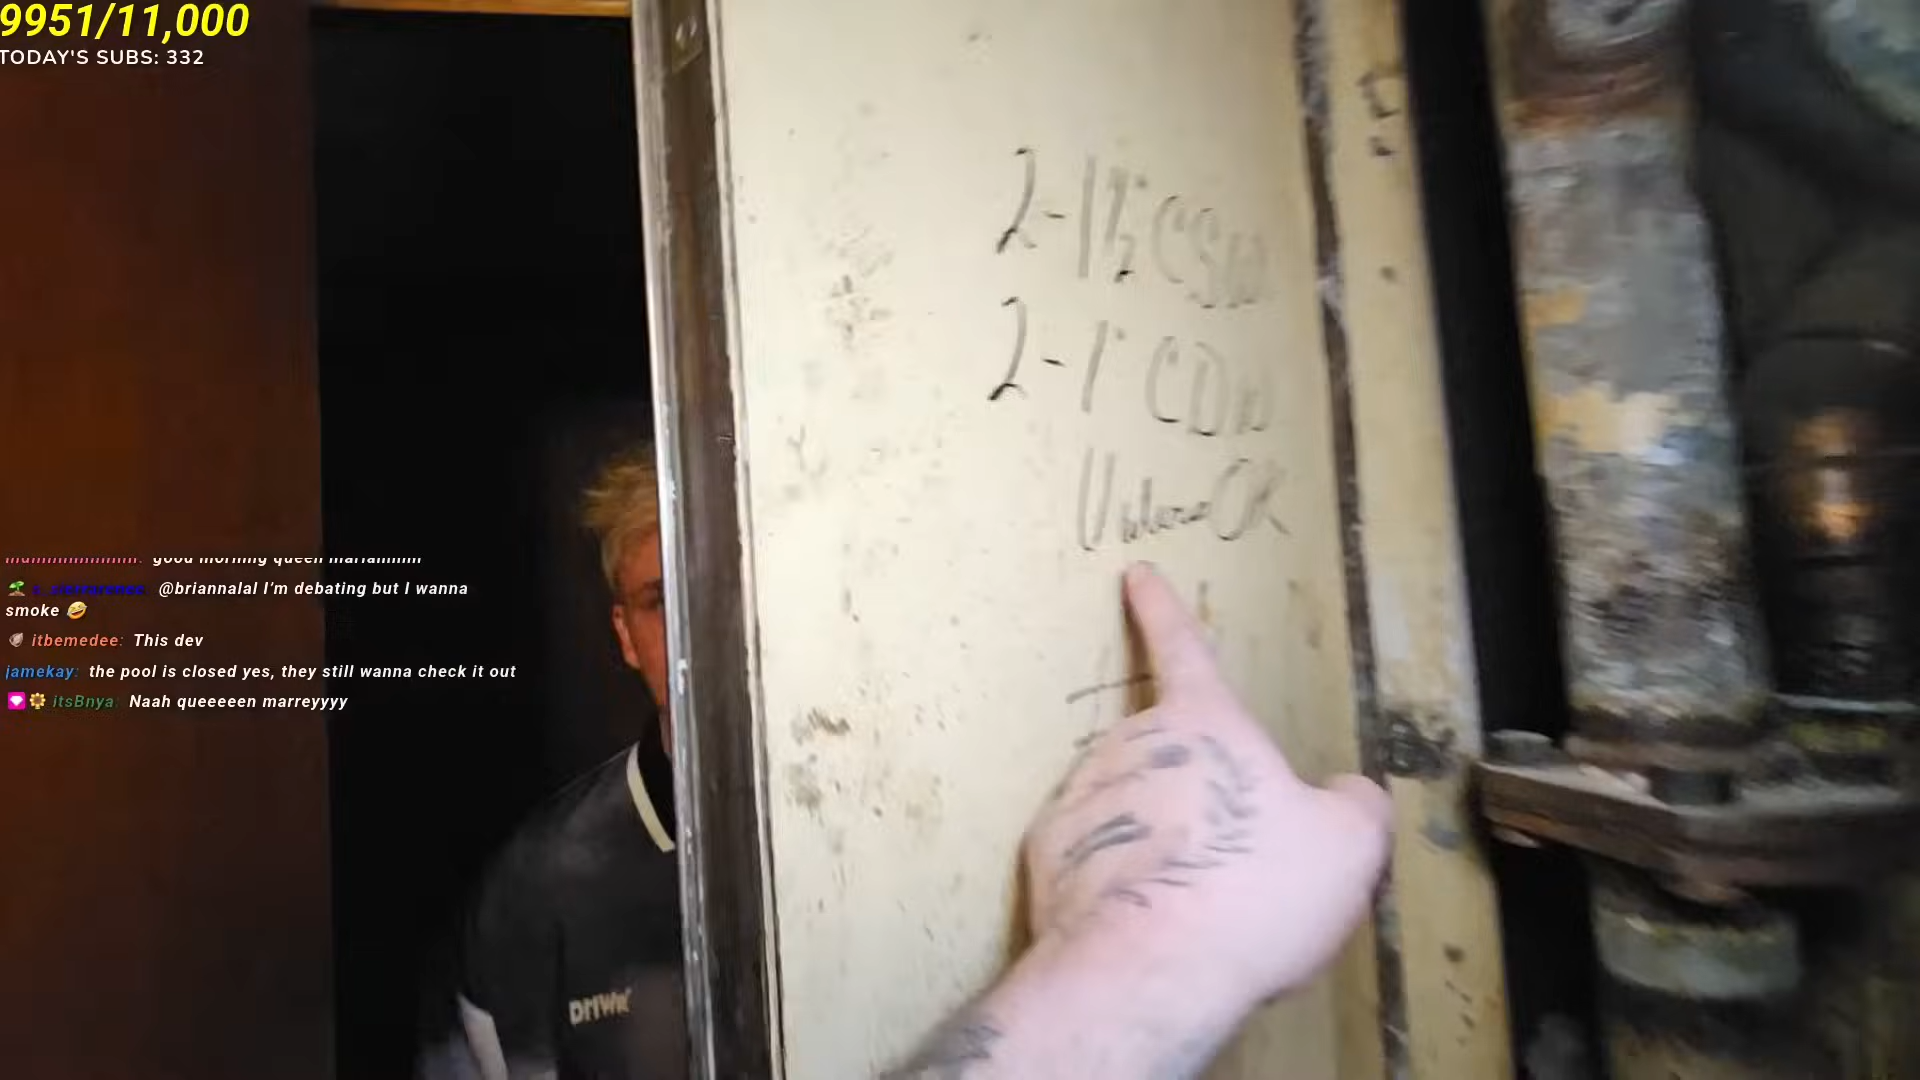 9951/11,000
TODAY'S SUBS: 332
good morning queen
@briannalal I'm debating but I wanna
smoke 🤣
itbemedee: This dev
jamekay: the pool is closed yes, they still wanna check it out
itsBnya: Naah queeeeen marreyyyy
2-1½" CSW
2-1" CDW
OK